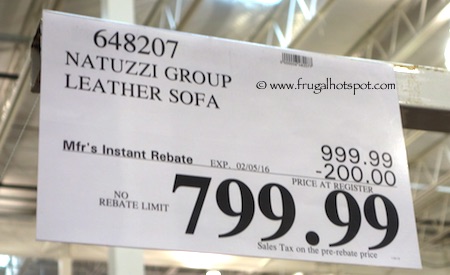 648207
NATUZZI GROUP
LEATHER SOFA
© www.frugalhotspot.com
Mfr's Instant Rebate EXP. 02/05/16
999.99
-200.00
PRICE AT REGISTER
NO
REBATE LIMIT
799.99
Sales Tax on the pre-rebate price